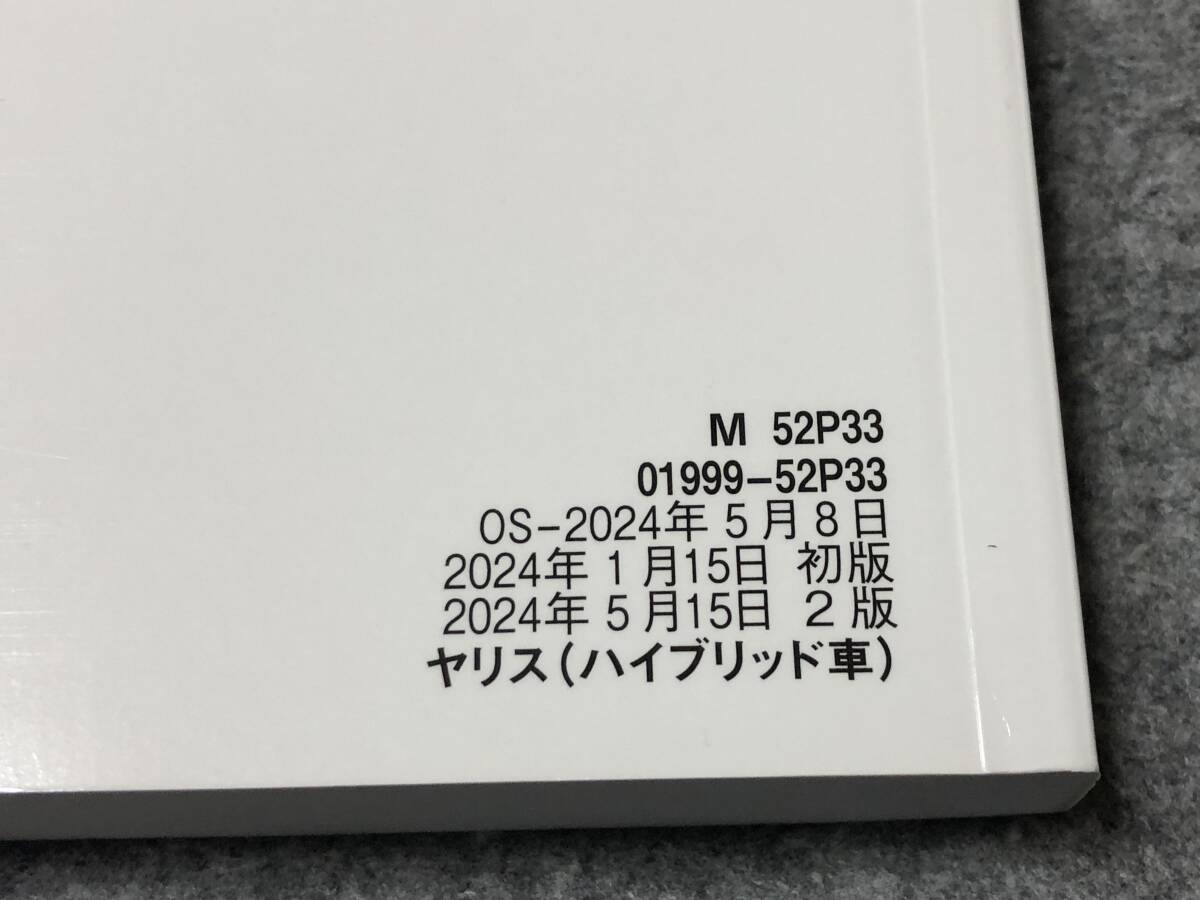 M 52P33
01999-52P33
OS-2024年5月8日
2024年1月15日 初版
2024年5月15日 2版
ヤリス(ハイブリッド車)